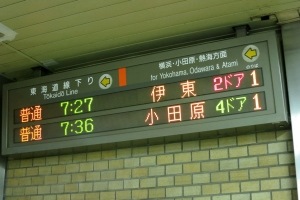 東海道線下り
Tōkaidō Line
横浜・小田原・熱海方面
for Yokohama, Odawara & Atami
普通 7:27 伊東 2ドア 1
普通 7:36 小田原 4ドア 1